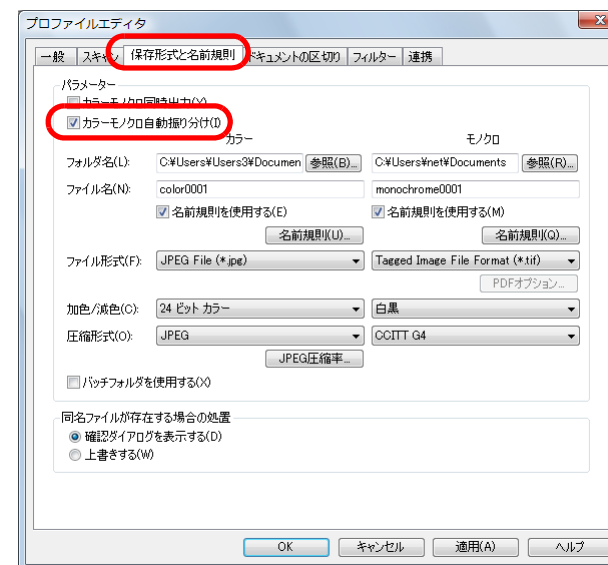 プロファイルエディタ
一般 スキャン 保存形式と名前規則 ドキュメントの区切り フィルター 連携
パラメーター
カラーモノクロ同時出力(Y)
カラーモノクロ自動振り分け(I)
カラー モノクロ
フォルダ名(L): C:¥Users¥Users3¥Documen 参照(B)... C:¥Users¥net¥Documents 参照(R)...
ファイル名(N): color0001 monochrome0001
名前規則を使用する(E) 名前規則を使用する(M)
名前規則(U)... 名前規則(Q)...
ファイル形式(F): JPEG File (*.jpg) Tagged Image File Format (*.tif)
PDFオプション...
加色/減色(C): 24 ビット カラー 白黒
圧縮形式(O): JPEG CCITT G4
JPEG圧縮率...
バッチフォルダを使用する(X)
同名ファイルが存在する場合の処置
確認ダイアログを表示する(D)
上書きする(W)
OK キャンセル 適用(A) ヘルプ